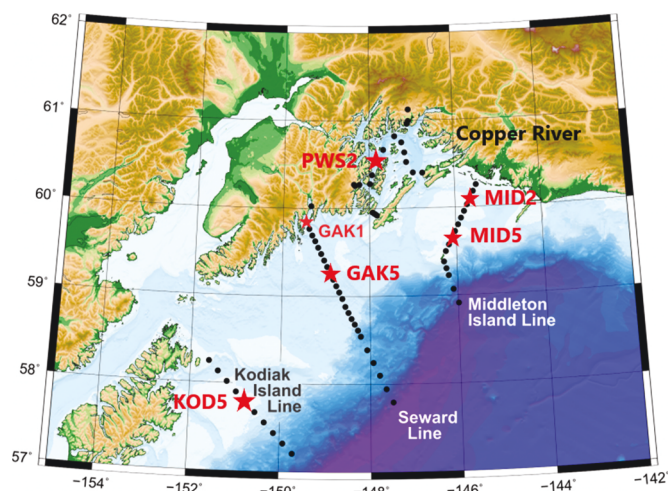 62°
61°
Copper River
PWS2
60°
MID2
GAK1
MID5
GAK5
59°
Middleton
Island Line
58°
Kodiak
Island
Line
KOD5
Seward
Line
57°
−154° −152° −150° −148° −146° −144° −142°